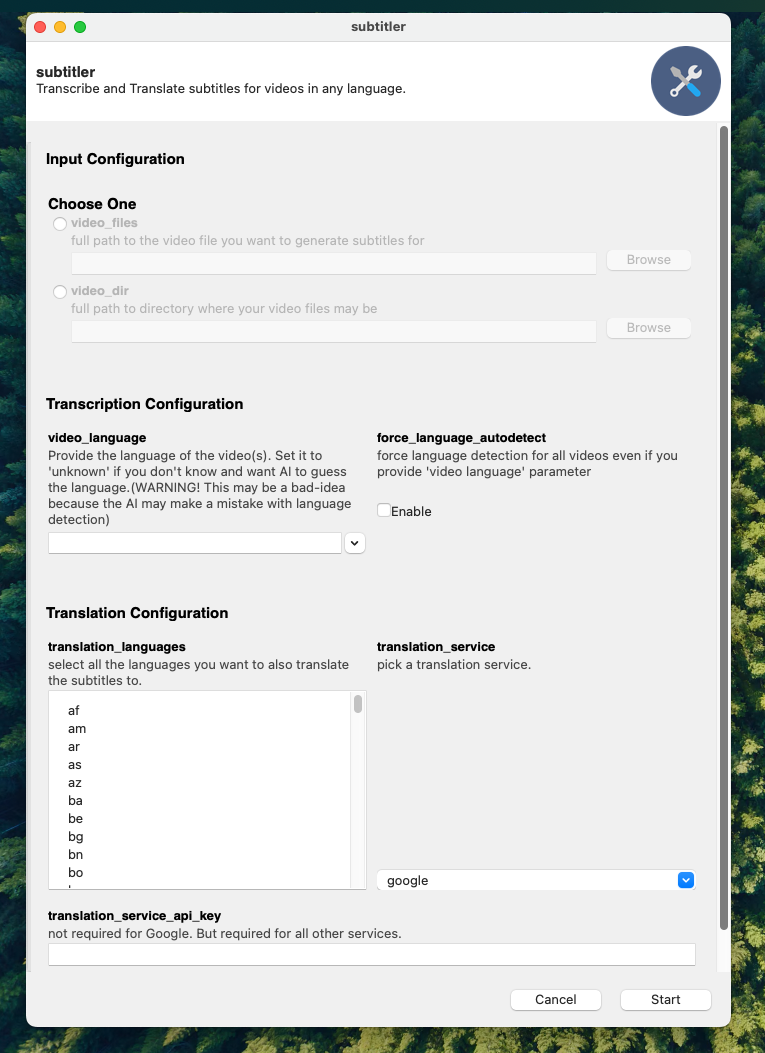 subtitler
subtitler
Transcribe and Translate subtitles for videos in any language.
Input Configuration
Choose One
video_files
full path to the video file you want to generate subtitles for
Browse
video_dir
full path to directory where your video files may be
Browse
Transcription Configuration
video_language
Provide the language of the video(s). Set it to
'unknown' if you don't know and want AI to guess
the language.(WARNING! This may be a bad-idea
because the AI may make a mistake with language
detection)
force_language_autodetect
force language detection for all videos even if you
provide 'video language' parameter
Enable
Translation Configuration
translation_languages
select all the languages you want to also translate
the subtitles to.
af
am
ar
as
az
ba
be
bg
bn
bo
translation_service
pick a translation service.
google
translation_service_api_key
not required for Google. But required for all other services.
Cancel
Start